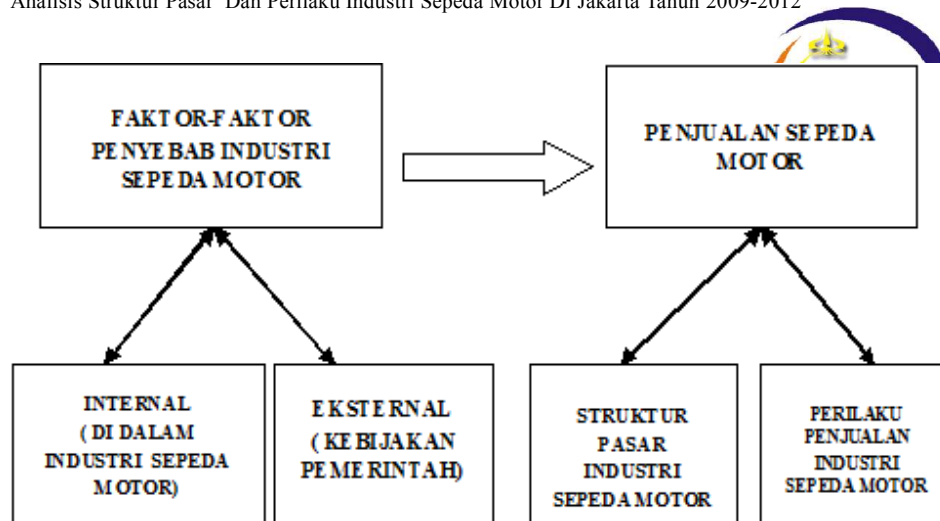 Analisis Struktur Pasar Dan Perilaku Industri Sepeda Motor Di Jakarta Tahun 2009-2012
FAKTOR-FAKTOR
PENYEBAB INDUSTRI
SEPEDA MOTOR
PENJUALAN SEPEDA
MOTOR
INTERNAL
( DI DALAM
INDUSTRI SEPEDA
MOTOR)
EKSTERNAL
( KEBIJAKAN
PEMERINTAH)
STRUKTUR
PASAR
INDUSTRI
SEPEDA MOTOR
PERILAKU
PENJUALAN
INDUSTRI
SEPEDA MOTOR